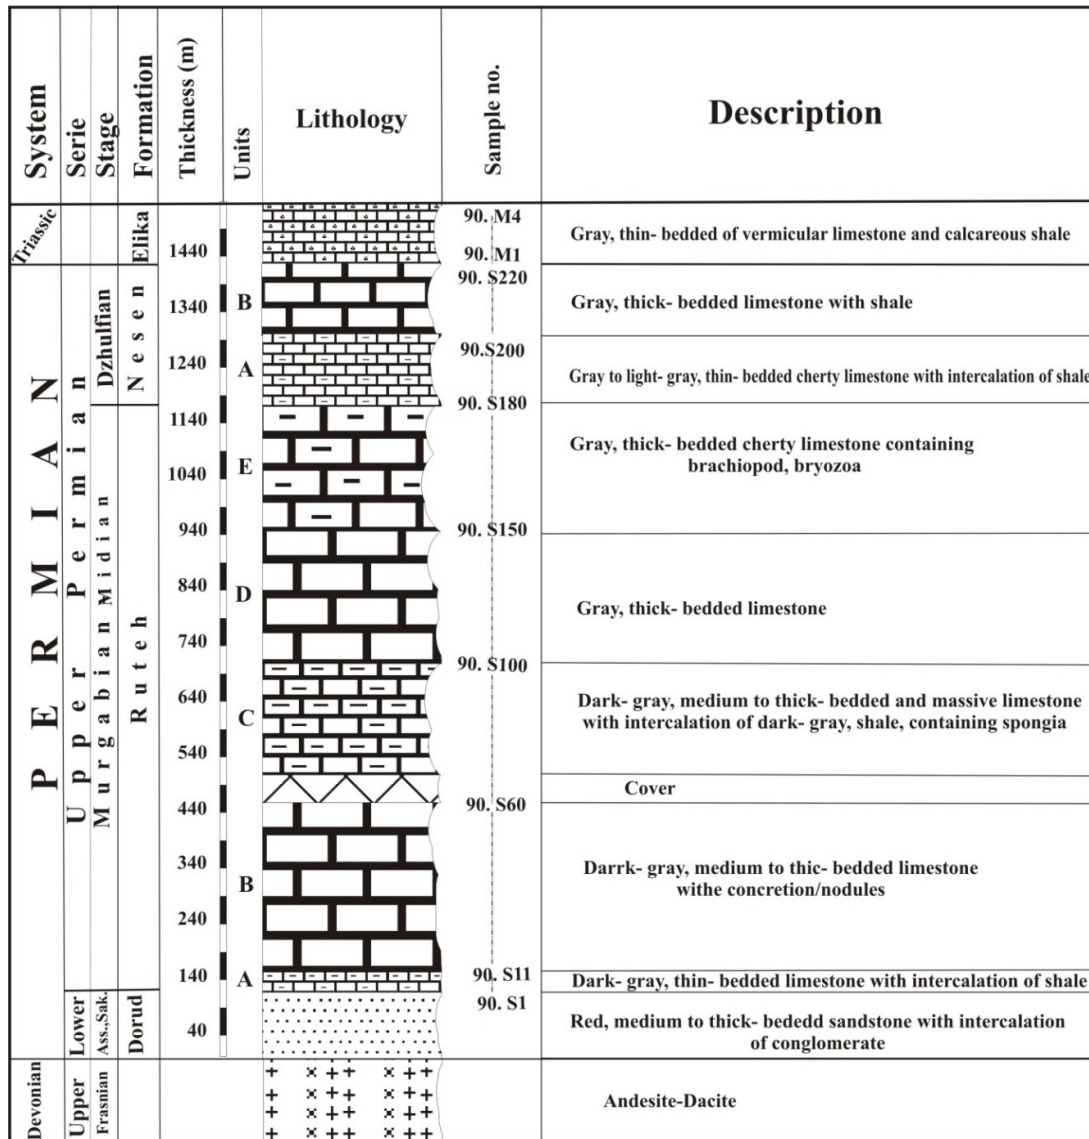 System
Serie
Stage
Formation
Thickness (m)
Units
Lithology
Sample no.
Description
Triassic
Elika
1440
90. M4
90. M1
Gray, thin- bedded of vermicular limestone and calcareous shale
PERMIAN
Upper Permian
Dzhulfian
Nesen
1340
B
90. S220
Gray, thick- bedded limestone with shale
1240
A
90.S200
Gray to light- gray, thin- bedded cherty limestone with intercalation of shale
90. S180
Murgabian Midian
Ruteh
1140
1040
E
Gray, thick- bedded cherty limestone containing
brachiopod, bryozoa
940
90. S150
840
D
740
Gray, thick- bedded limestone
90. S100
640
C
540
Dark- gray, medium to thick- bedded and massive limestone
with intercalation of dark- gray, shale, containing spongia
Cover
440
90. S60
340
B
240
Darrk- gray, medium to thic- bedded limestone
withe concretion/nodules
140
A
90. S11
Dark- gray, thin- bedded limestone with intercalation of shale
Lower
Ass.,Sak.
Dorud
40
90. S1
Red, medium to thick- bededd sandstone with intercalation
of conglomerate
Devonian
Upper
Frasnian
Andesite-Dacite